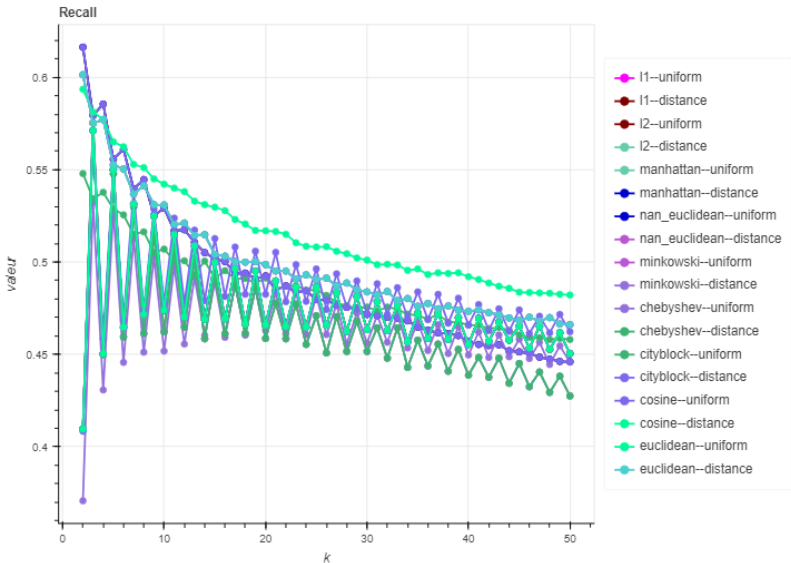 Recall
0.6
0.55
0.5
0.45
0.4
valeur
0
10
20
30
40
50
k
l1--uniform
l1--distance
l2--uniform
l2--distance
manhattan--uniform
manhattan--distance
nan_euclidean--uniform
nan_euclidean--distance
minkowski--uniform
minkowski--distance
chebyshev--uniform
chebyshev--distance
cityblock--uniform
cityblock--distance
cosine--uniform
cosine--distance
euclidean--uniform
euclidean--distance